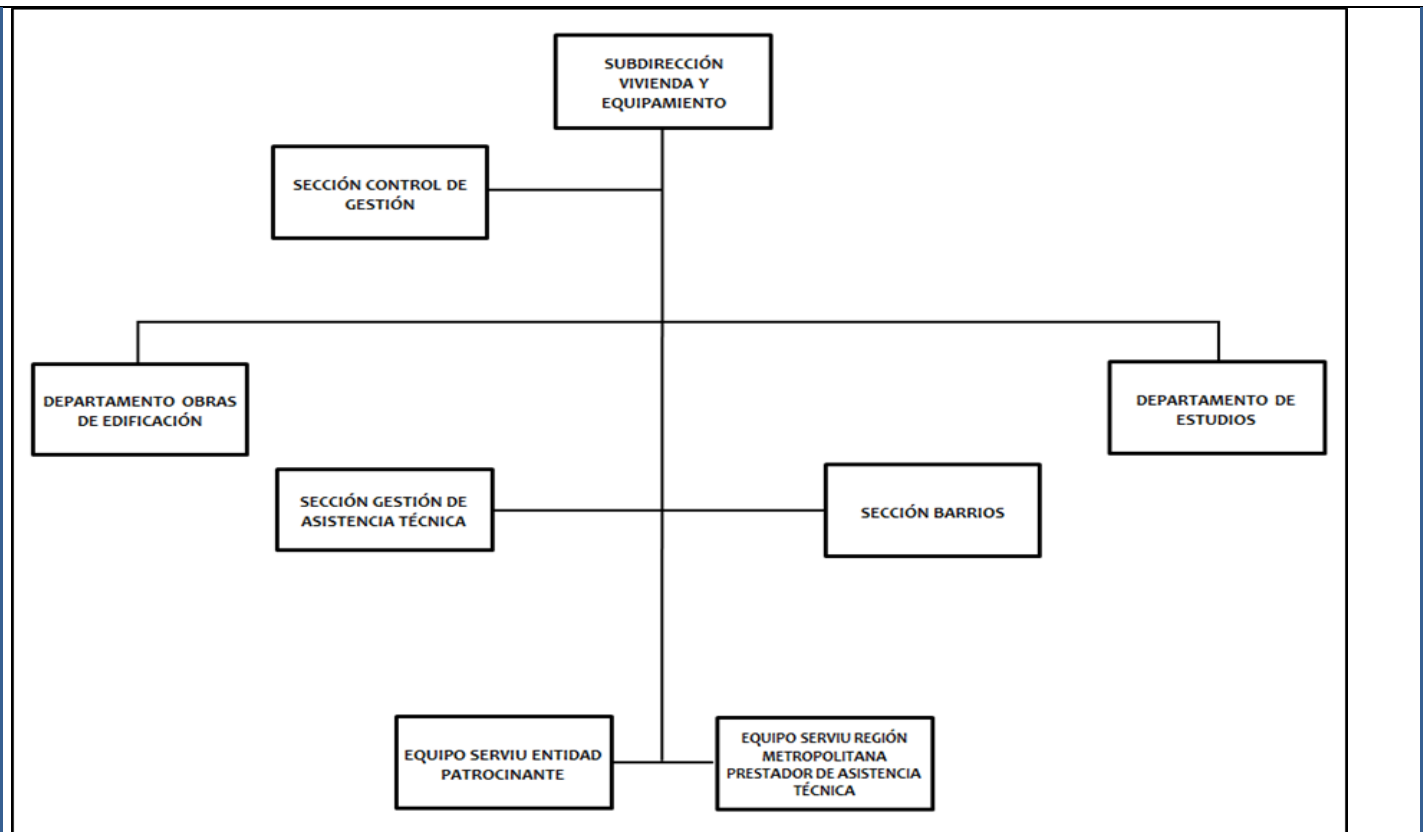 SUBDIRECCIÓN
VIVIENDA Y
EQUIPAMIENTO
SECCIÓN CONTROL DE
GESTIÓN
DEPARTAMENTO OBRAS
DE EDIFICACIÓN
DEPARTAMENTO DE
ESTUDIOS
SECCIÓN GESTIÓN DE
ASISTENCIA TÉCNICA
SECCIÓN BARRIOS
EQUIPO SERVIU ENTIDAD
PATROCINANTE
EQUIPO SERVIU REGIÓN
METROPOLITANA
PRESTADOR DE ASISTENCIA
TÉCNICA